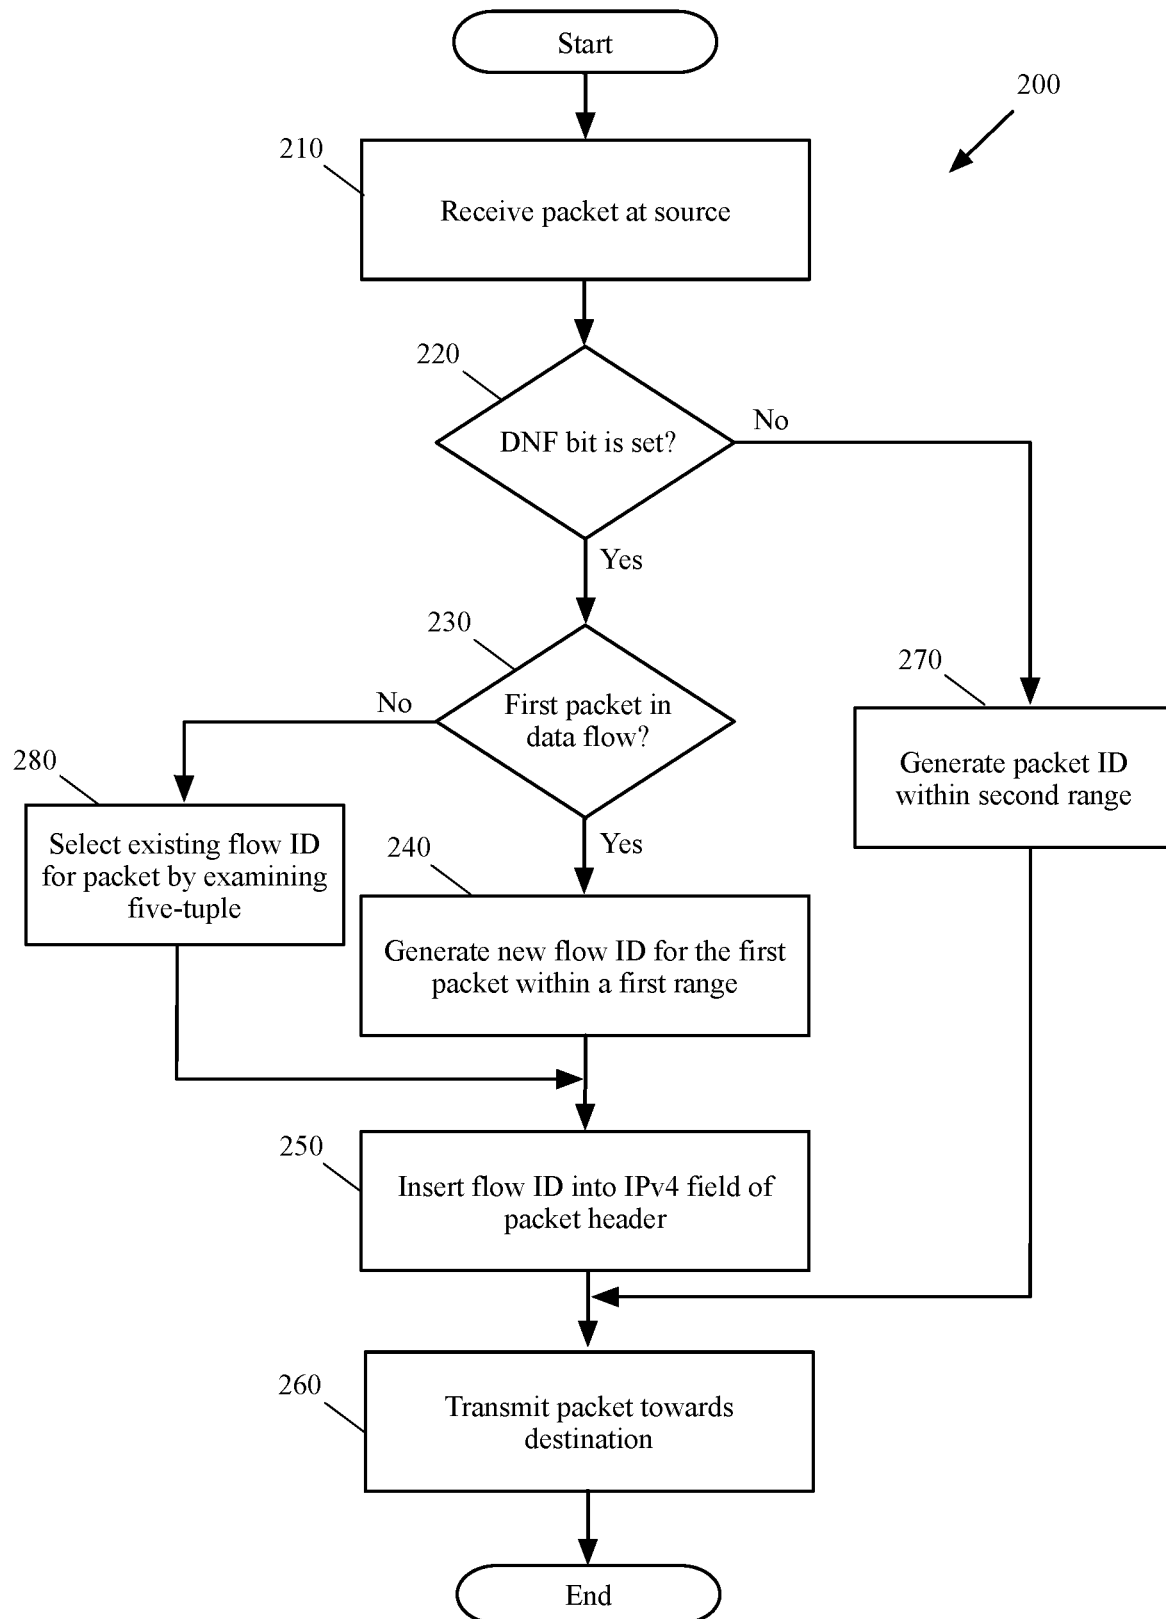 Start
200
210
Receive packet at source
220
DNF bit is set?
No
Yes
230
First packet in
data flow?
No
270
Generate packet ID
within second range
280
Select existing flow ID
for packet by examining
five-tuple
Yes
240
Generate new flow ID for the first
packet within a first range
250
Insert flow ID into IPv4 field of
packet header
260
Transmit packet towards
destination
End